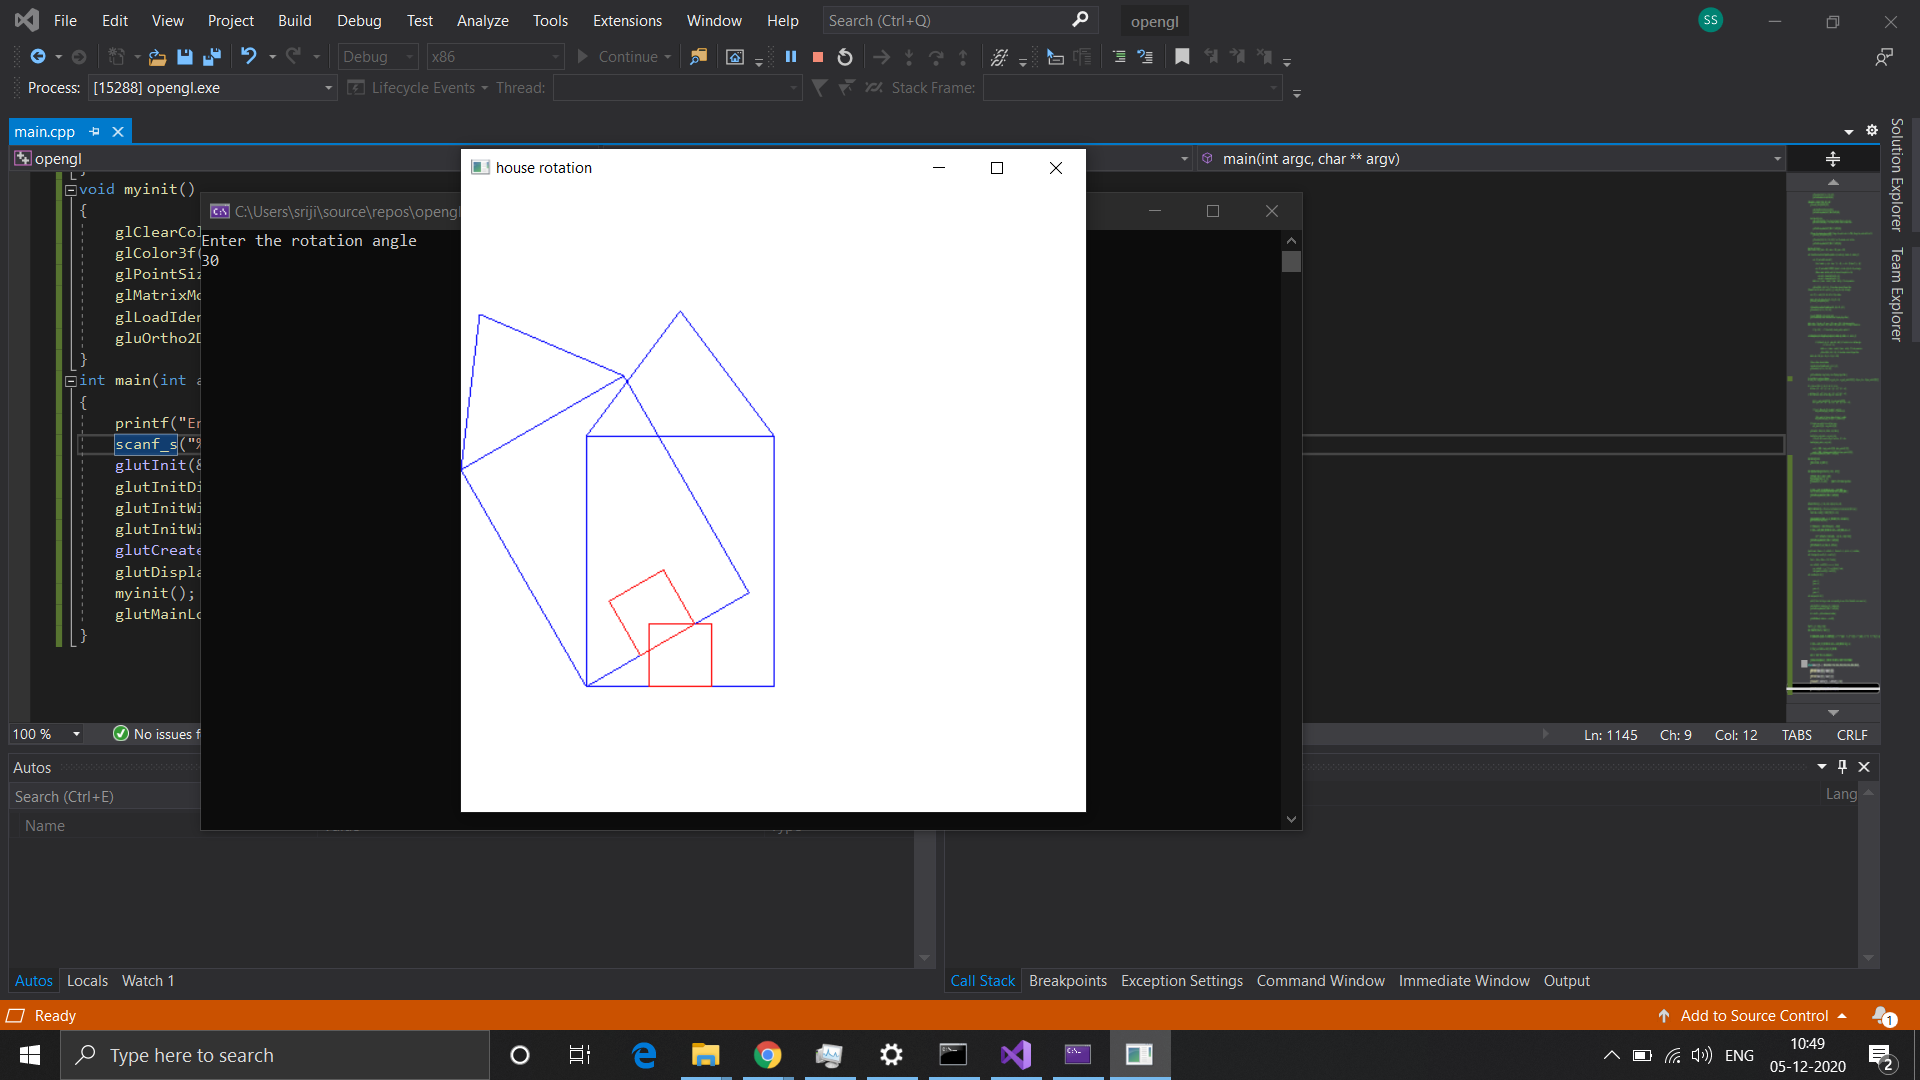 File Edit View Project Build Debug Test Analyze Tools Extensions Window Help Search (Ctrl+Q) opengl SS
Debug x86 Continue
Process: [15288] opengl.exe Lifecycle Events Thread: Stack Frame:
main.cpp
opengl main(int argc, char ** argv)
house rotation
void myinit()
C:\Users\sriji\source\repos\opengl
{
glClearCol
Enter the rotation angle
glColor3f(
30
glPointSiz
glMatrixMo
glLoadIden
gluOrtho2D
}
int main(int a
{
printf("En
scanf_s("%
glutInit(&
glutInitDi
glutInitWi
glutInitWi
glutCreate
glutDispla
myinit();
glutMainLo
}
Solution Explorer
Team Explorer
100 % No issues f Ln: 1145 Ch: 9 Col: 12 TABS CRLF
Autos
Search (Ctrl+E) Lang
Name
Autos Locals Watch 1 Call Stack Breakpoints Exception Settings Command Window Immediate Window Output
Ready Add to Source Control 1
Type here to search ENG 10:49
05-12-2020 2